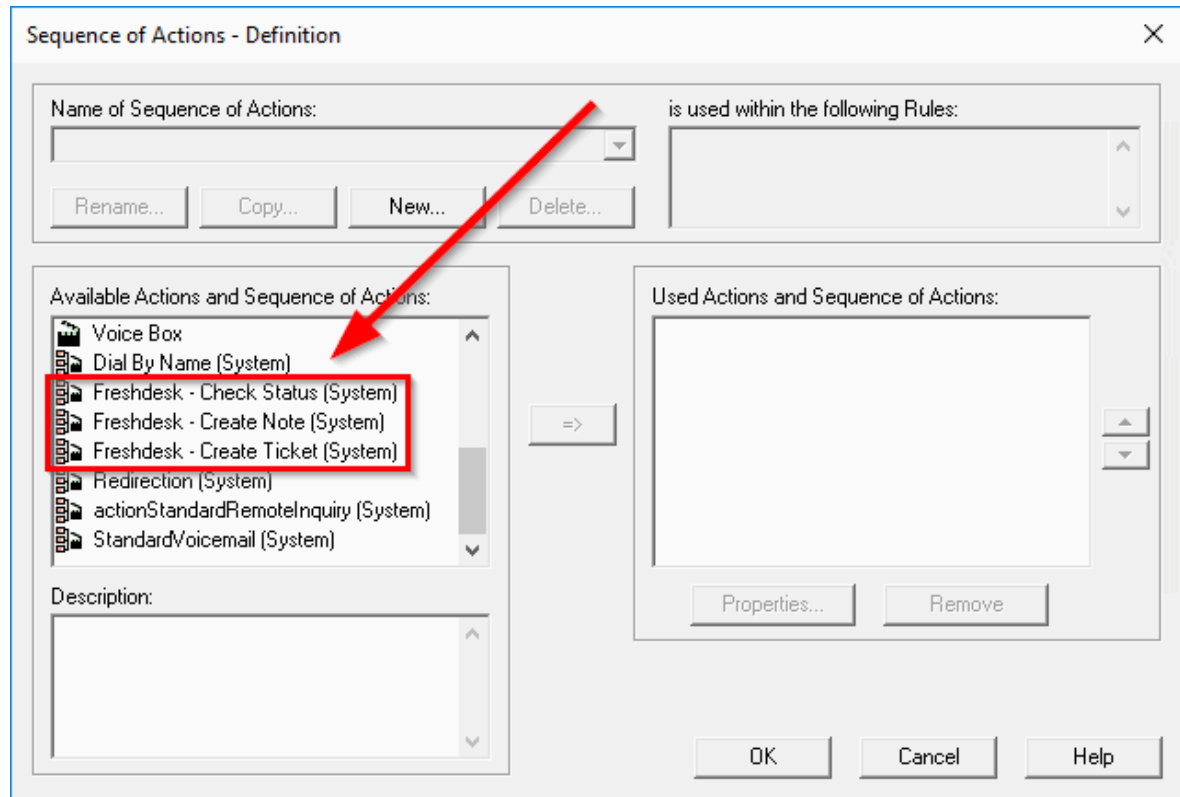 Sequence of Actions - Definition
Name of Sequence of Actions:
is used within the following Rules:
Rename...
Copy...
New...
Delete...
Available Actions and Sequence of Actions:
Voice Box
Dial By Name (System)
Freshdesk - Check Status (System)
Freshdesk - Create Note (System)
Freshdesk - Create Ticket (System)
Redirection (System)
actionStandardRemoteInquiry (System)
StandardVoicemail (System)
Description:
=>
Used Actions and Sequence of Actions:
Properties...
Remove
OK
Cancel
Help